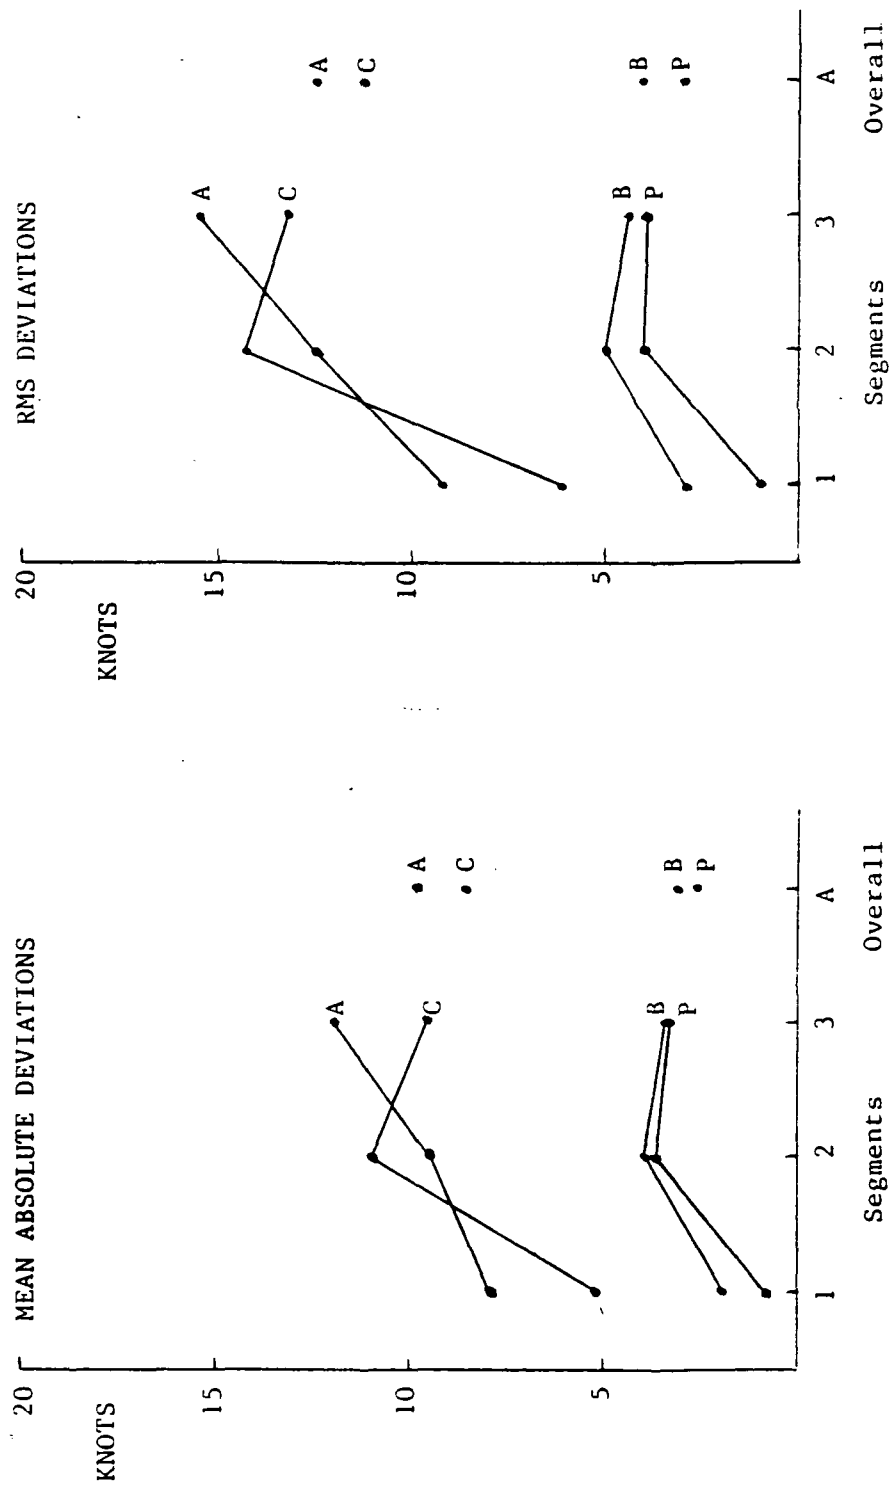 MEAN ABSOLUTE DEVIATIONS
20
KNOTS
15
10
5
A
C
B
P
A
C
B
P
1 2 3 A
Segments Overall
RMS DEVIATIONS
20
KNOTS
15
10
5
A
C
B
P
A
C
B
P
1 2 3 A
Segments Overall